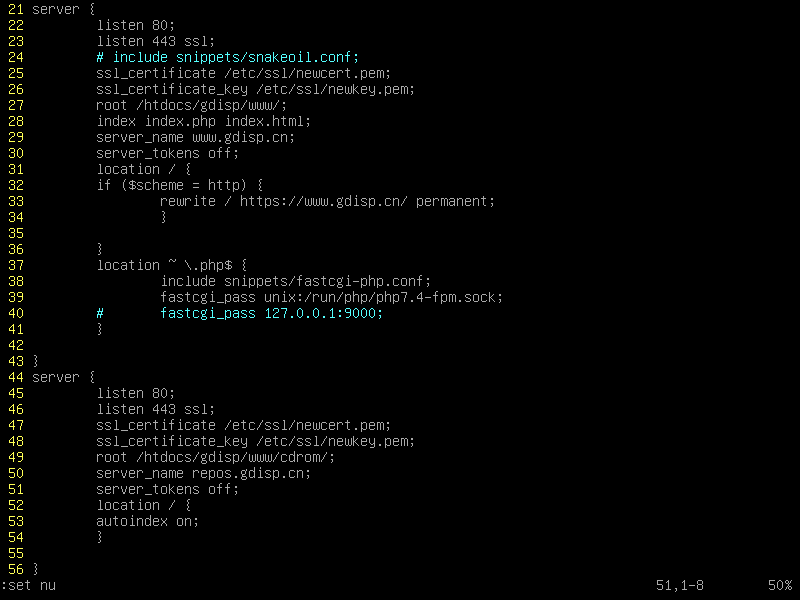 21 server {
22         listen 80;
23         listen 443 ssl;
24         # include snippets/snakeoil.conf;
25         ssl_certificate /etc/ssl/newcert.pem;
26         ssl_certificate_key /etc/ssl/newkey.pem;
27         root /htdocs/gdisp/www/;
28         index index.php index.html;
29         server_name www.gdisp.cn;
30         server_tokens off;
31         location / {
32         if ($scheme = http) {
33                 rewrite / https://www.gdisp.cn/ permanent;
34                 }
35
36         }
37         location ~ \.php$ {
38                 include snippets/fastcgi-php.conf;
39                 fastcgi_pass unix:/run/php/php7.4-fpm.sock;
40         #       fastcgi_pass 127.0.0.1:9000;
41         }
42
43 }
44 server {
45         listen 80;
46         listen 443 ssl;
47         ssl_certificate /etc/ssl/newcert.pem;
48         ssl_certificate_key /etc/ssl/newkey.pem;
49         root /htdocs/gdisp/www/cdrom/;
50         server_name repos.gdisp.cn;
51         server_tokens off;
52         location / {
53         autoindex on;
54         }
55
56 }
:set nu 51,1-8 50%